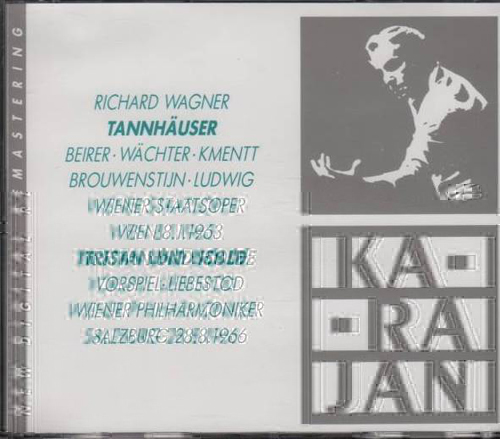 RICHARD WAGNER
TANNHÄUSER
BEIRER · WÄCHTER · KMENTT
BROUWENSTIJN · LUDWIG
WIENER STAATSOPER
WIEN
TRISTAN UND ISOLDE
VORSPIEL · LIEBESTOD
WIENER PHILHARMONIKER
SALZBURG
KA-
-RA
JAN
NEW DIGITAL REMASTERING